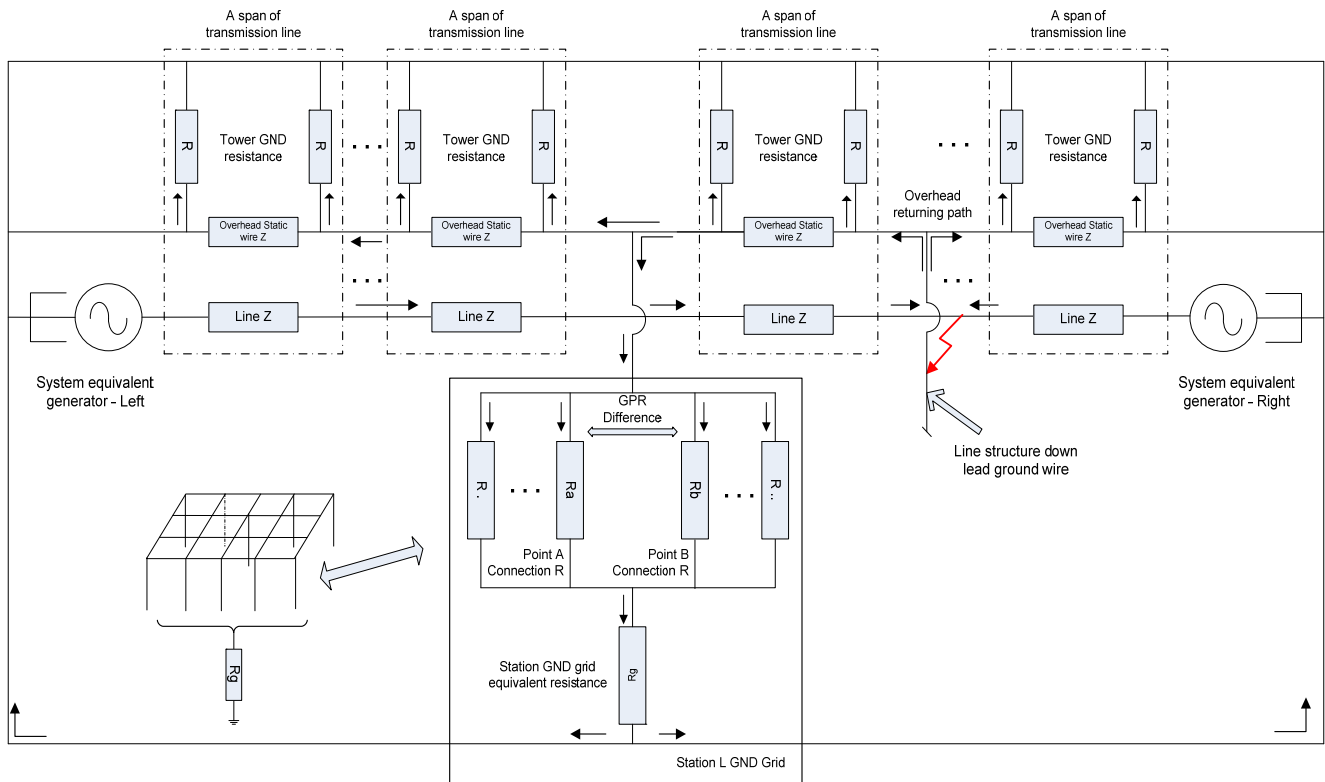 A span of
transmission line
A span of
transmission line
A span of
transmission line
A span of
transmission line
R
Tower GND
resistance
R
...
R
Tower GND
resistance
R
R
Tower GND
resistance
R
...
R
Tower GND
resistance
R
Overhead
returning path
Overhead Static
wire Z
Overhead Static
wire Z
Overhead Static
wire Z
Overhead Static
wire Z
...
...
Line Z
Line Z
Line Z
Line Z
System equivalent
generator – Left
System equivalent
generator – Right
GPR
Difference
R .
...
Ra
Rb
...
R ..
Line structure down
lead ground wire
Point A
Connection R
Point B
Connection R
Station GND grid
equivalent resistance
Rg
Rg
Station L GND Grid